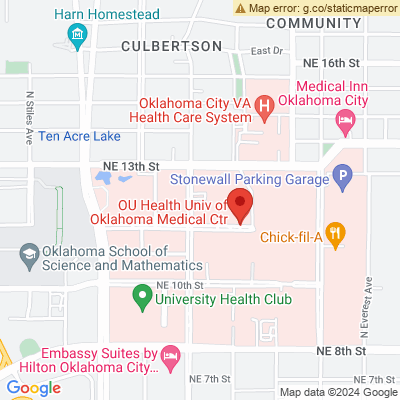 Map error: g.co/staticmaperror
Harn Homestead
COMMUNITY
CULBERTSON
East Dr
NE 16th St
Medical Inn
Oklahoma City
Oklahoma City VA
Health Care System
N Stiles Ave
Ten Acre Lake
NE 13th St
Stonewall Parking Garage
OU Health Univ of
Oklahoma Medical Ctr
Chick-fil-A
Oklahoma School of
Science and Mathematics
NE 10th St
University Health Club
N Everest Ave
Embassy Suites by
Hilton Oklahoma City...
NE 8th St
NE 7th St
NE 7th St
Google
Map data ©2024 Google